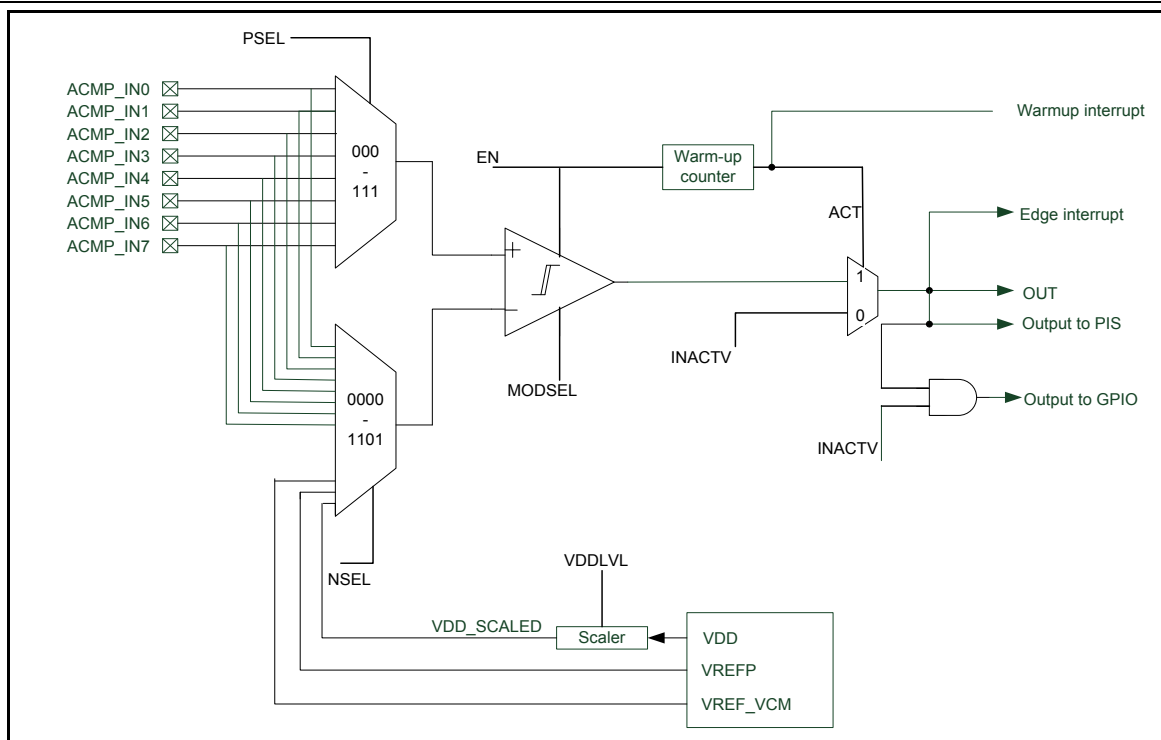 PSEL
ACMP_IN0
ACMP_IN1
ACMP_IN2
ACMP_IN3
ACMP_IN4
ACMP_IN5
ACMP_IN6
ACMP_IN7
000
-
111
0000
-
1101
NSEL
EN
Warm-up
counter
Warmup interrupt
ACT
+
−
MODSEL
1
0
INACTV
Edge interrupt
OUT
Output to PIS
Output to GPIO
INACTV
VDDLVL
VDD_SCALED
Scaler
VDD
VREFP
VREF_VCM